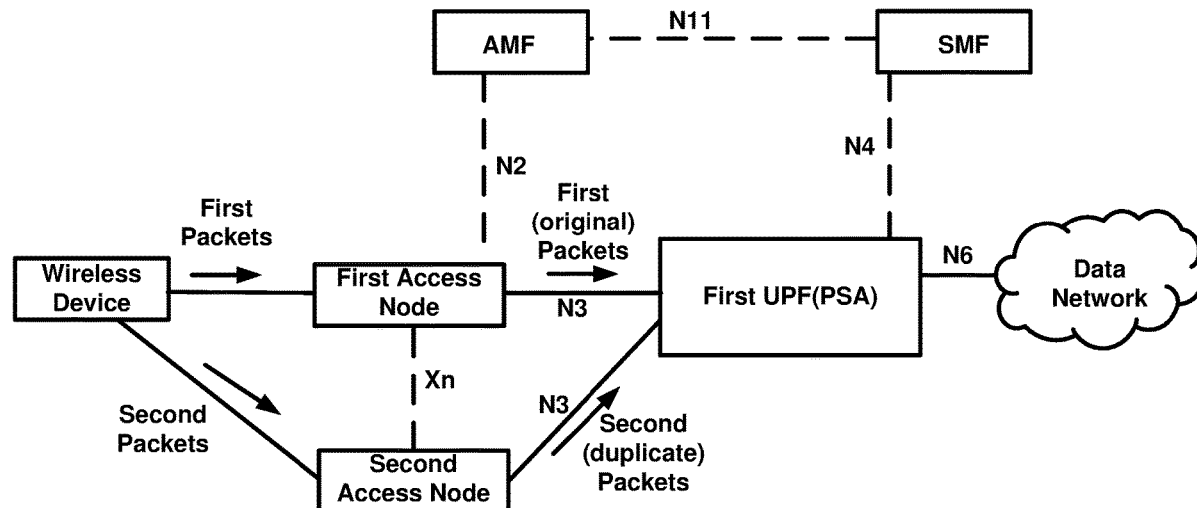 N11
AMF
SMF
N2
N4
First
Packets
First
(original)
Packets
Wireless
Device
First Access
Node
N3
First UPF(PSA)
N6
Data
Network
Xn
N3
Second
Packets
Second
(duplicate)
Packets
Second
Access Node